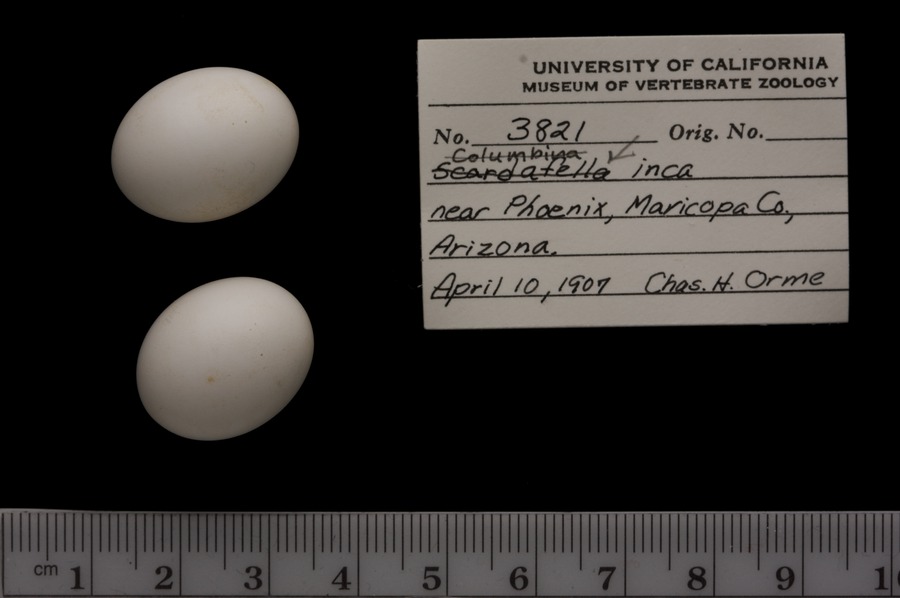 UNIVERSITY OF CALIFORNIA
MUSEUM OF VERTEBRATE ZOOLOGY
No. 3821 Orig. No.
Columbina
Scardafella inca
near Phoenix, Maricopa Co.,
Arizona.
April 10, 1907 Chas. H. Orme
cm 1 2 3 4 5 6 7 8 9